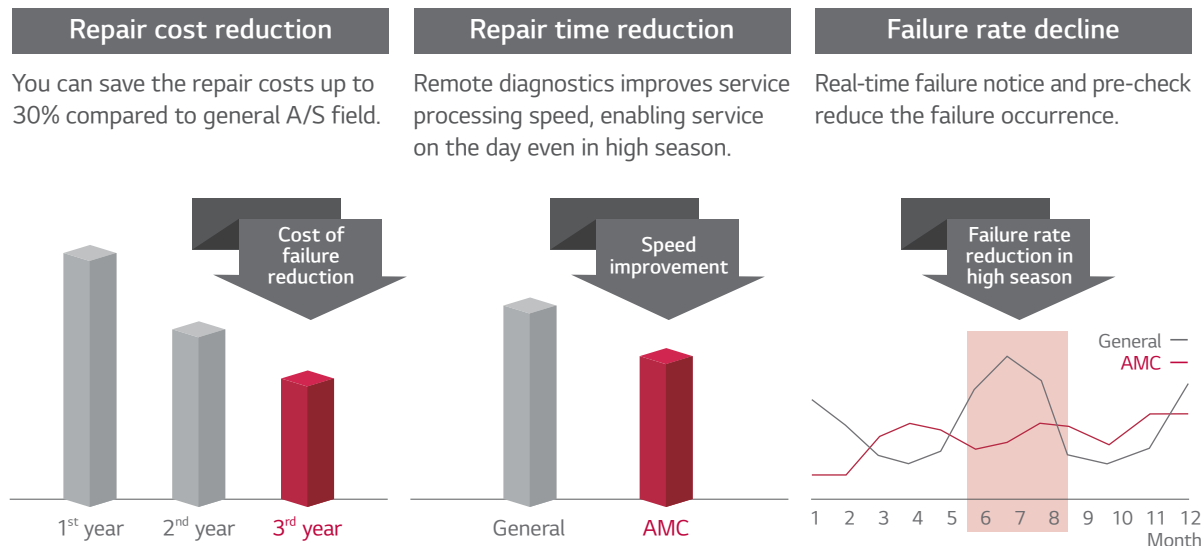 Repair cost reduction
You can save the repair costs up to
30% compared to general A/S field.
Cost of
failure
reduction
1st year
2nd year
3rd year
Repair time reduction
Remote diagnostics improves service
processing speed, enabling service
on the day even in high season.
Speed
improvement
General
AMC
Failure rate decline
Real-time failure notice and pre-check
reduce the failure occurrence.
Failure rate
reduction in
high season
General
AMC
1 2 3 4 5 6 7 8 9 10 11 12
Month